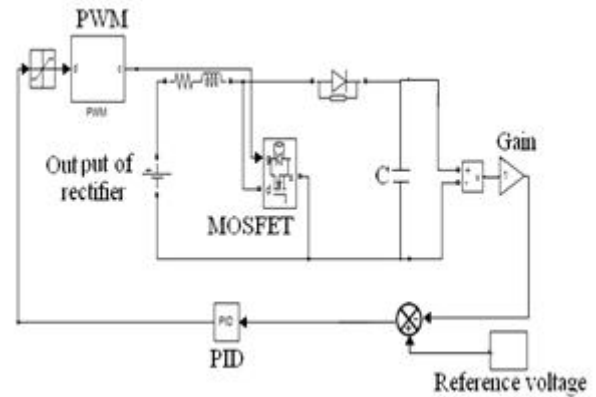 PWM
d
PWM
Output of
rectifier
g
d
s
MOSFET
C
+
-
v
Gain
PID
PID
Reference voltage